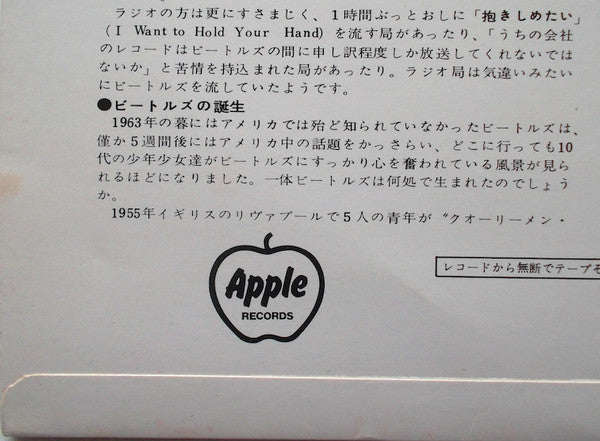 ラジオの方は更にすさまじく、1時間ぶっとおしに「抱きしめたい」
(I Want to Hold Your Hand) を流す局があったり、「うちの会社
のレコードはビートルズの間に申し訳程度しか放送してくれないでは
ないか」と苦情を持込まれた局があったり。ラジオ局は気違いみたい
にビートルズを流していたようです。
●ビートルズの誕生
1963年の暮にはアメリカでは殆ど知られていなかったビートルズは、
僅か5週間後にはアメリカ中の話題をかっさらい、どこに行っても10
代の少年少女達がビートルズにすっかり心を奪われている風景が見ら
れるほどになりました。一体ビートルズは何処で生まれたのでしょう
か。
1955年イギリスのリヴァプールで5人の青年が“クオーリーメン・
レコードから無断でテープそ
Apple
RECORDS